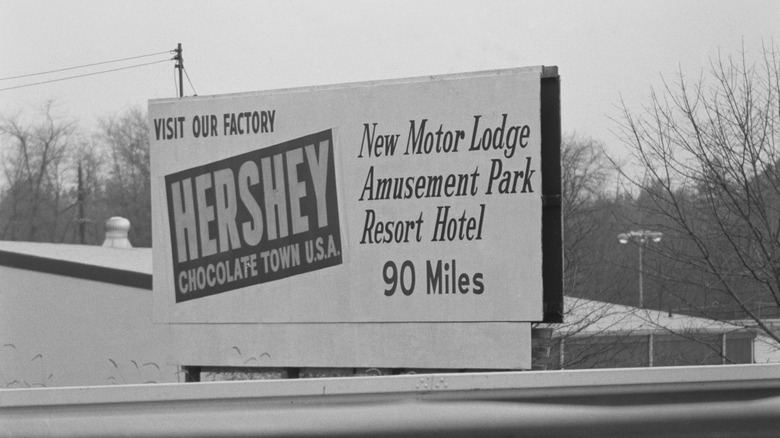 VISIT OUR FACTORY
HERSHEY
CHOCOLATE TOWN U.S.A.
New Motor Lodge
Amusement Park
Resort Hotel
90 Miles